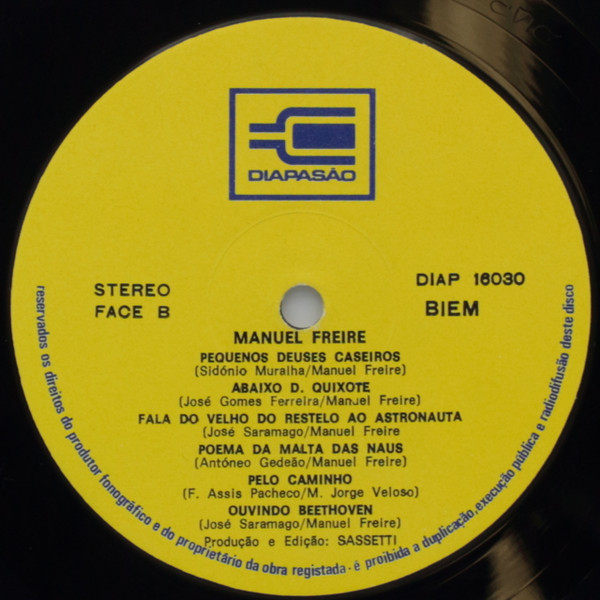 DIAPASÃO
STEREO
FACE B
DIAP 16030
BIEM
MANUEL FREIRE
PEQUENOS DEUSES CASEIROS
(Sidónio Muralha/Manuel Freire)
ABAIXO D. QUIXOTE
(José Gomes Ferreira/Manuel Freire)
FALA DO VELHO DO RESTELO AO ASTRONAUTA
(José Saramago/Manuel Freire
POEMA DA MALTA DAS NAUS
(Antóneo Gedeão/Manuel Freire)
PELO CAMINHO
(F. Assis Pacheco/M. Jorge Veloso)
OUVINDO BEETHOVEN
(José Saramago/Manuel Freire)
Produção e Edição: SASSETTI
reservados os direitos do produtor fonográfico e do proprietário da obra registada - é proibida a duplicação, execução pública e radiodifusão deste disco